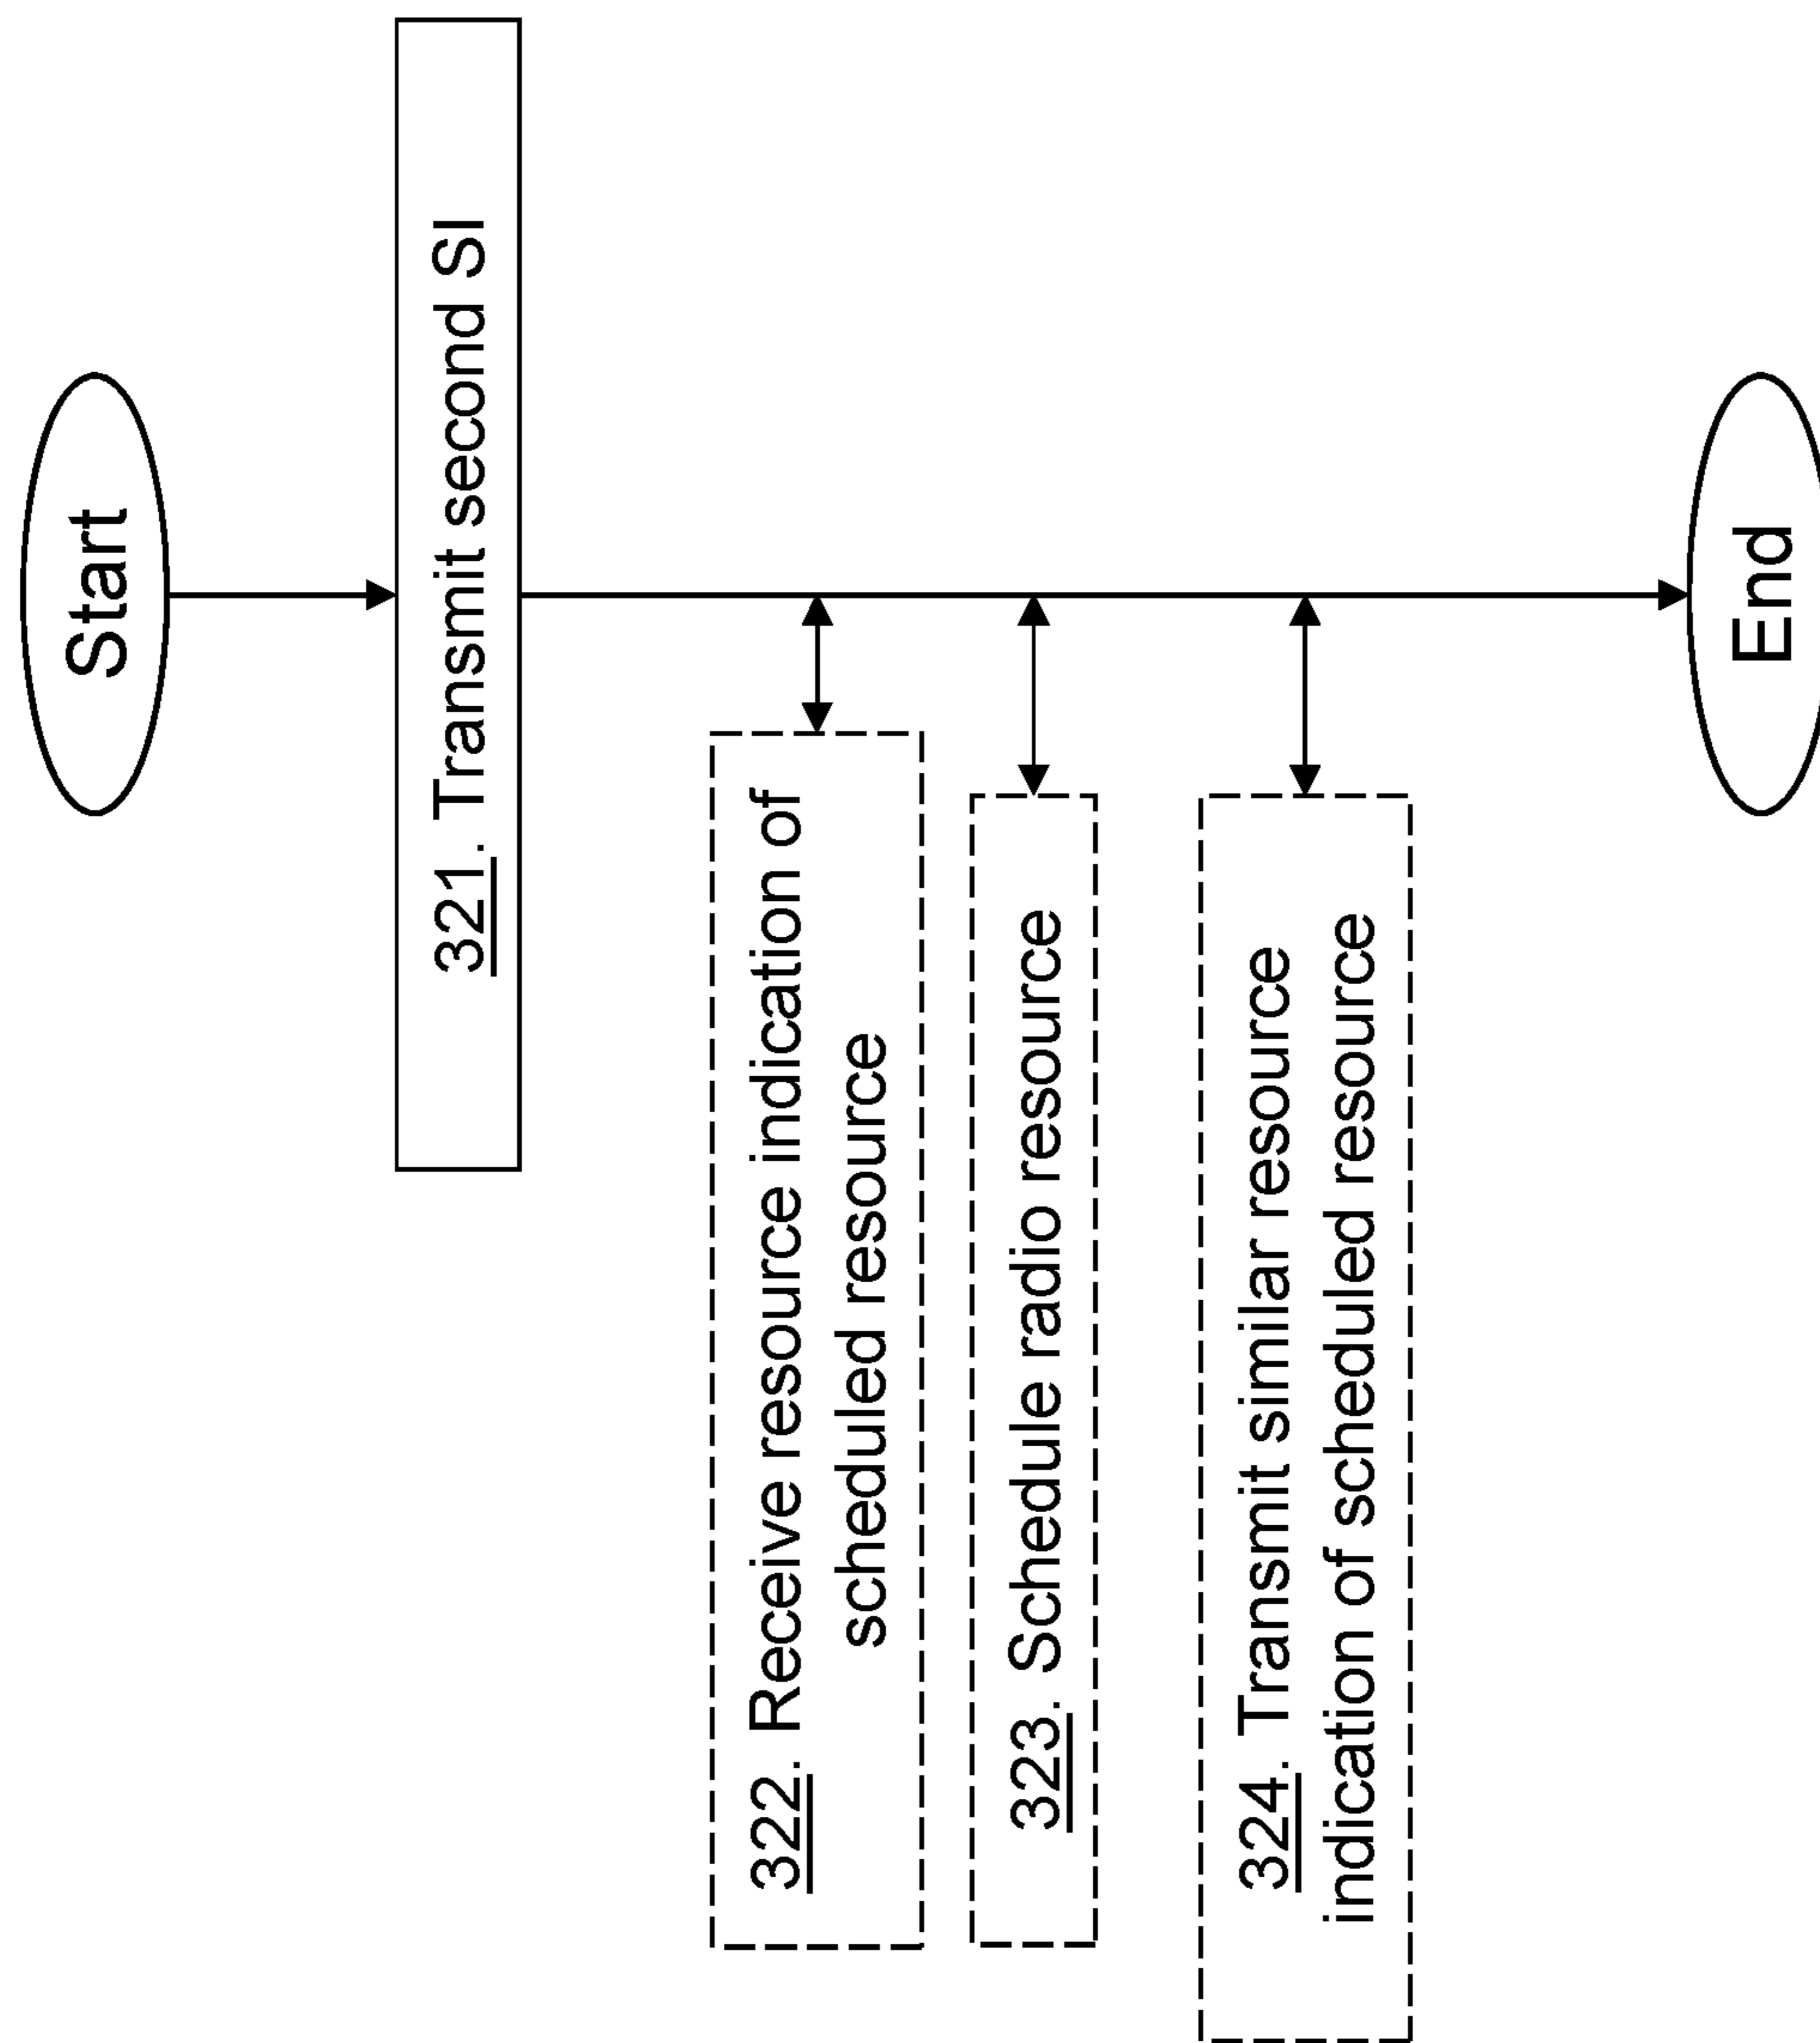 Start
321. Transmit second SI
322. Receive resource indication of
scheduled resource
323. Schedule radio resource
324. Transmit similar resource
indication of scheduled resource
End